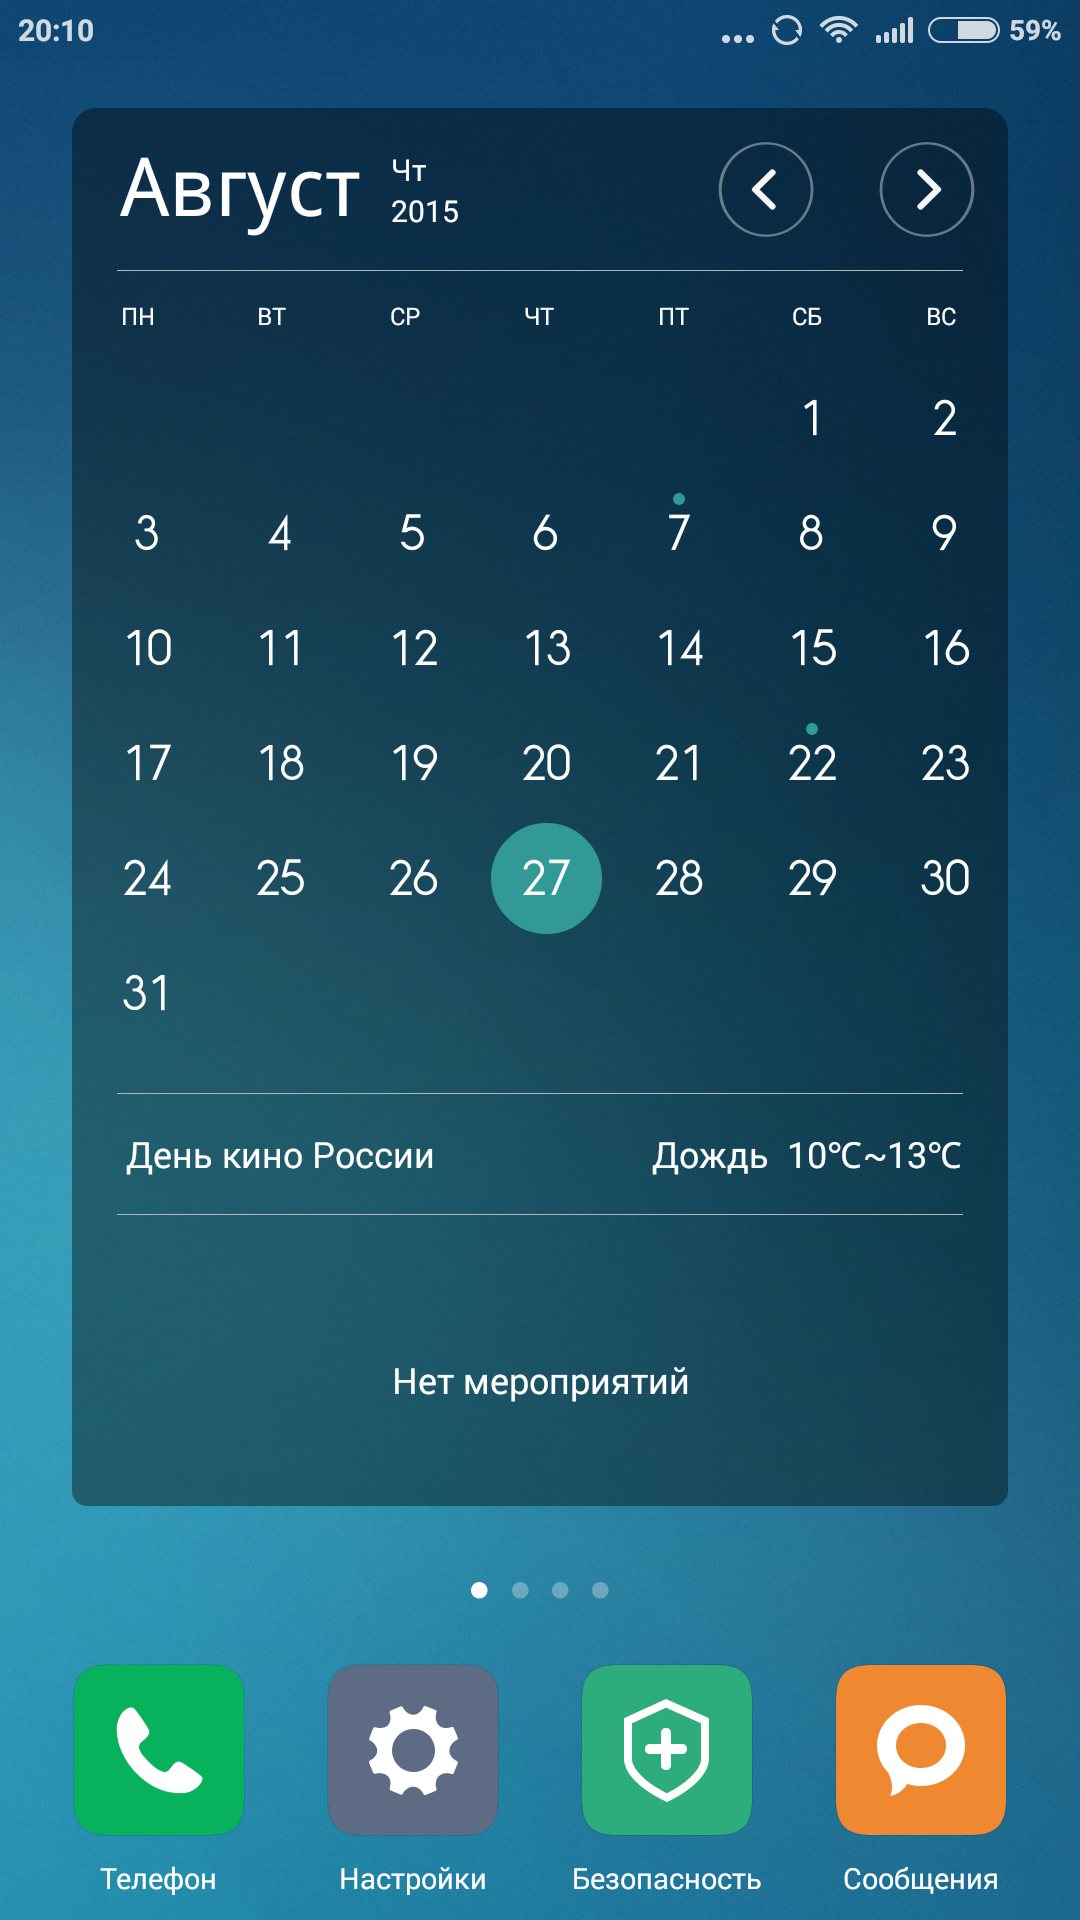 20:10 ... 59%
Август Чт
2015
ПН ВТ СР ЧТ ПТ СБ ВС
1 2
3 4 5 6 7 8 9
10 11 12 13 14 15 16
17 18 19 20 21 22 23
24 25 26 27 28 29 30
31
День кино России Дождь 10℃~13℃
Нет мероприятий
Телефон Настройки Безопасность Сообщения